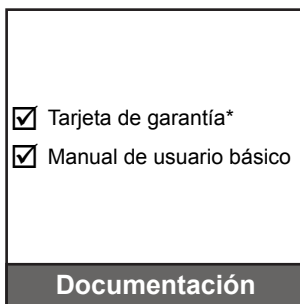 ☑ Tarjeta de garantía*
☑ Manual de usuario básico
Documentación